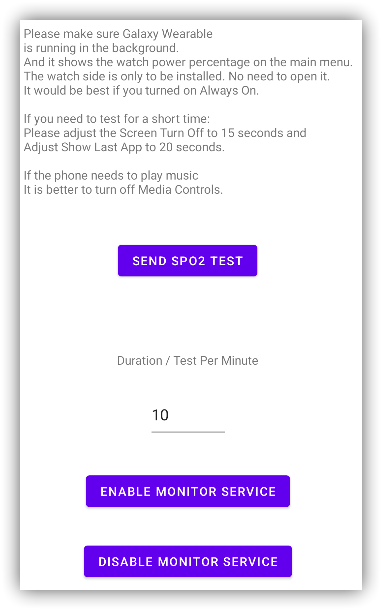 Please make sure Galaxy Wearable
is running in the background.
And it shows the watch power percentage on the main menu.
The watch side is only to be installed. No need to open it.
It would be best if you turned on Always On.
If you need to test for a short time:
Please adjust the Screen Turn Off to 15 seconds and
Adjust Show Last App to 20 seconds.
If the phone needs to play music
It is better to turn off Media Controls.
SEND SPO2 TEST
Duration / Test Per Minute
10
ENABLE MONITOR SERVICE
DISABLE MONITOR SERVICE